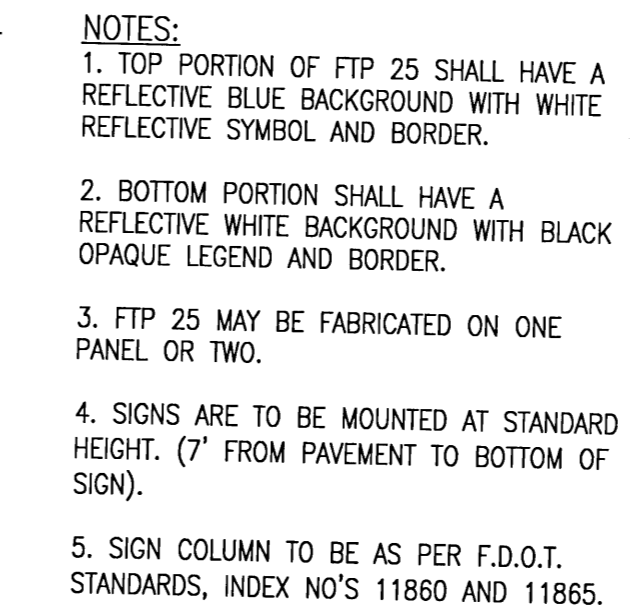 NOTES:
1. TOP PORTION OF FTP 25 SHALL HAVE A
REFLECTIVE BLUE BACKGROUND WITH WHITE
REFLECTIVE SYMBOL AND BORDER.
2. BOTTOM PORTION SHALL HAVE A
REFLECTIVE WHITE BACKGROUND WITH BLACK
OPAQUE LEGEND AND BORDER.
3. FTP 25 MAY BE FABRICATED ON ONE
PANEL OR TWO.
4. SIGNS ARE TO BE MOUNTED AT STANDARD
HEIGHT. (7' FROM PAVEMENT TO BOTTOM OF
SIGN).
5. SIGN COLUMN TO BE AS PER F.D.O.T.
STANDARDS, INDEX NO'S 11860 AND 11865.